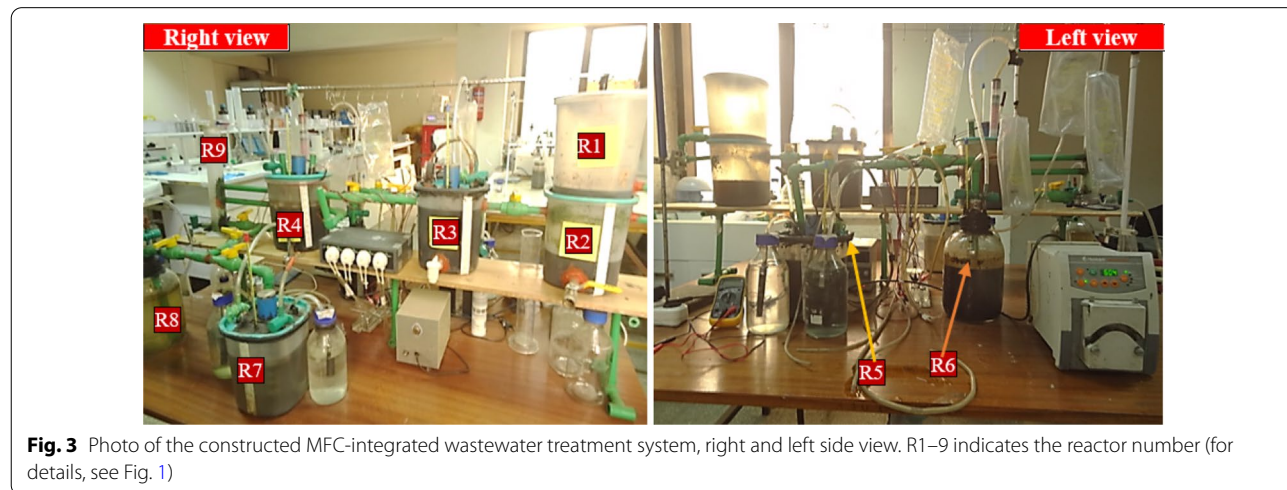 Right view
Left view
R9
R1
R4
R3
R2
R8
R7
R5
R6
Fig. 3 Photo of the constructed MFC-integrated wastewater treatment system, right and left side view. R1–9 indicates the reactor number (for
details, see Fig. 1)